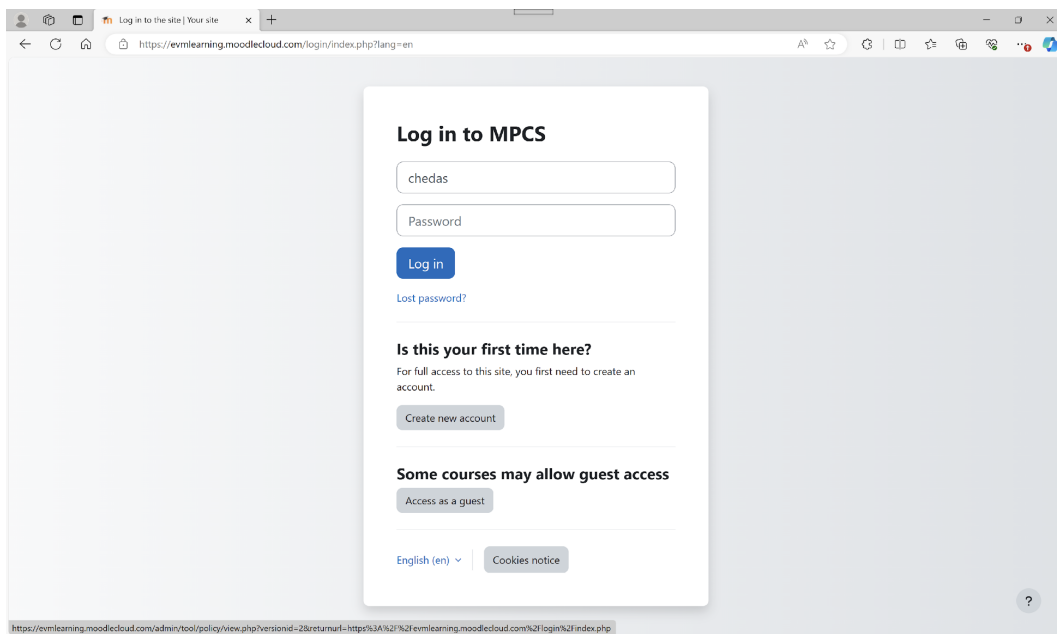 Log in to the site | Your site
https://evmlearning.moodlecloud.com/login/index.php?lang=en
Log in to MPCS
chedas
Password
Log in
Lost password?
Is this your first time here?
For full access to this site, you first need to create an
account.
Create new account
Some courses may allow guest access
Access as a guest
English (en)
Cookies notice
?
https://evmlearning.moodlecloud.com/admin/tool/policy/view.php?versionid=2&returnurl=https%3A%2F%2Fevmlearning.moodlecloud.com%2Flogin%2Findex.php